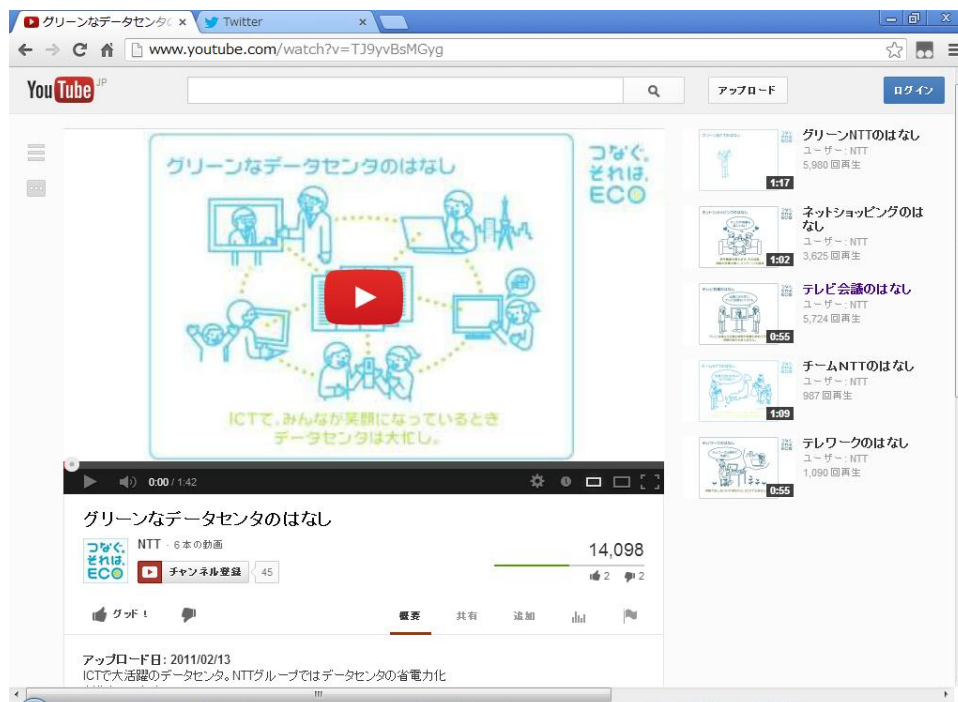 グリーンなデータセンタの
Twitter
www.youtube.com/watch?v=TJ9yvBsMGyg
YouTube JP
アップロード
ログイン
グリーンなデータセンタのはなし
つなぐ。
それは、
ECO
ICTで、みんなが笑顔になっているとき
データセンタは大忙し。
0:00 / 1:42
グリーンなデータセンタのはなし
つなぐ。
それは、
ECO
NTT · 6本の動画
チャンネル登録 45
14,098
2 2
グッド!
概要 共有 追加
アップロード日: 2011/02/13
ICTで大活躍のデータセンタ。NTTグループではデータセンタの省電力化
1:17
グリーンNTTのはなし
ユーザー: NTT
5,980 回再生
1:02
ネットショッピングのは
なし
ユーザー: NTT
3,625 回再生
0:55
テレビ会議のはなし
ユーザー: NTT
5,724 回再生
1:09
チームNTTのはなし
ユーザー: NTT
987 回再生
0:55
テレワークのはなし
ユーザー: NTT
1,090 回再生